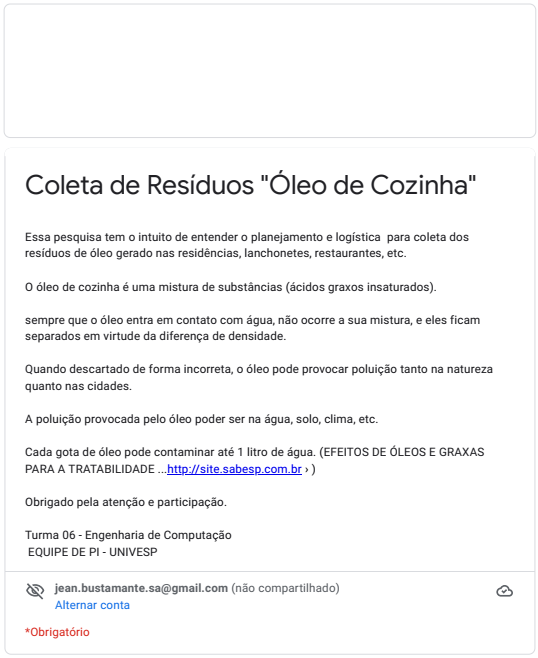 Coleta de Resíduos "Óleo de Cozinha"
Essa pesquisa tem o intuito de entender o planejamento e logística  para coleta dos
resíduos de óleo gerado nas residências, lanchonetes, restaurantes, etc.
O óleo de cozinha é uma mistura de substâncias (ácidos graxos insaturados).
sempre que o óleo entra em contato com água, não ocorre a sua mistura, e eles ficam
separados em virtude da diferença de densidade.
Quando descartado de forma incorreta, o óleo pode provocar poluição tanto na natureza
quanto nas cidades.
A poluição provocada pelo óleo poder ser na água, solo, clima, etc.
Cada gota de óleo pode contaminar até 1 litro de água. (EFEITOS DE ÓLEOS E GRAXAS
PARA A TRATABILIDADE ...http://site.sabesp.com.br › )
Obrigado pela atenção e participação.
Turma 06 - Engenharia de Computação
EQUIPE DE PI - UNIVESP
jean.bustamante.sa@gmail.com (não compartilhado)
Alternar conta
*Obrigatório